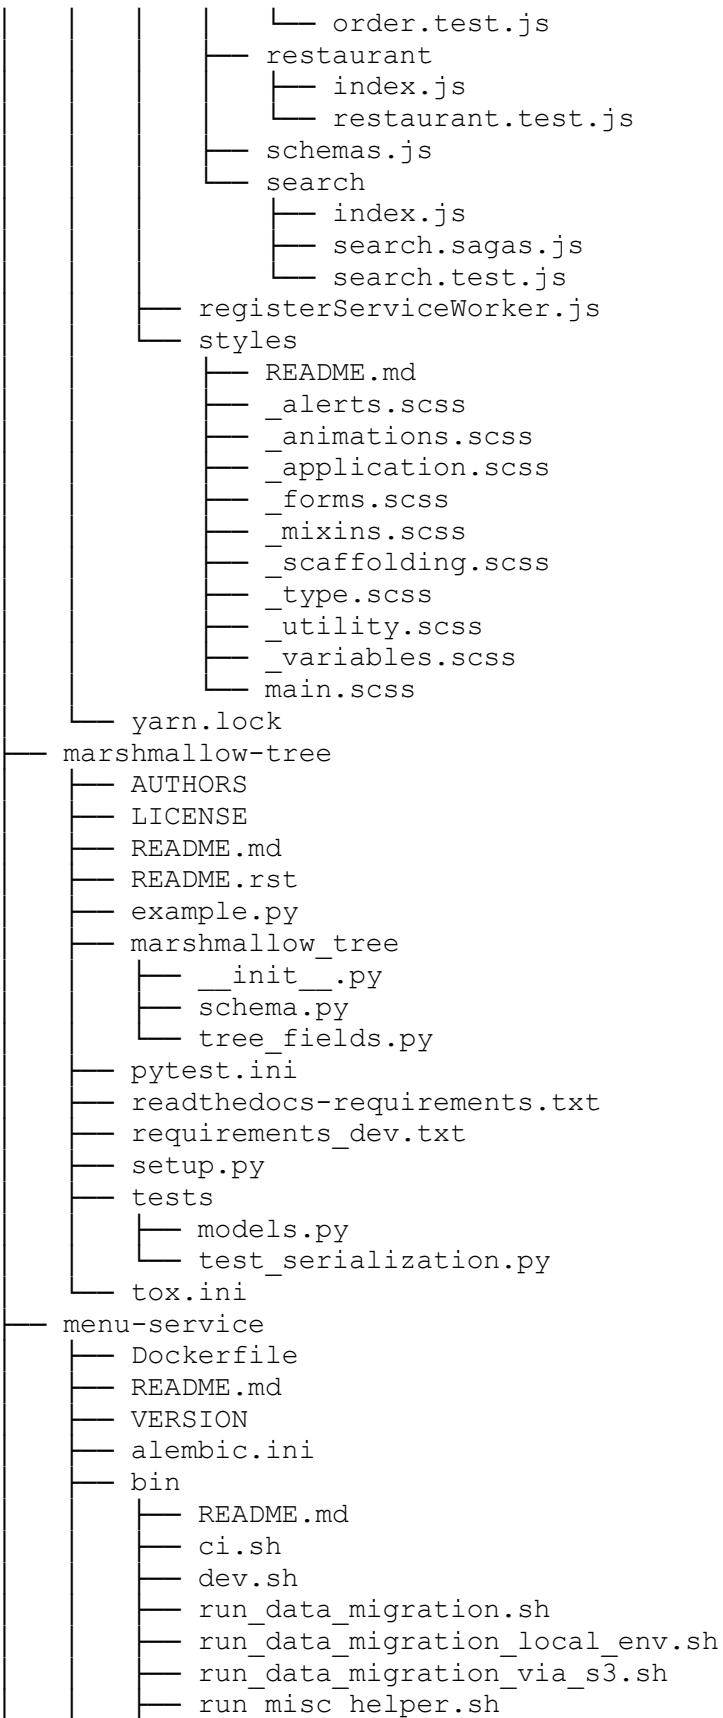 │   │   │   │   └── order.test.js
│   │   │   ├── restaurant
│   │   │   │   ├── index.js
│   │   │   │   └── restaurant.test.js
│   │   │   ├── schemas.js
│   │   │   └── search
│   │   │       ├── index.js
│   │   │       ├── search.sagas.js
│   │   │       └── search.test.js
│   │   ├── registerServiceWorker.js
│   │   └── styles
│   │       ├── README.md
│   │       ├── _alerts.scss
│   │       ├── _animations.scss
│   │       ├── _application.scss
│   │       ├── _forms.scss
│   │       ├── _mixins.scss
│   │       ├── _scaffolding.scss
│   │       ├── _type.scss
│   │       ├── _utility.scss
│   │       ├── _variables.scss
│   │       └── main.scss
│   └── yarn.lock
├── marshmallow-tree
│   ├── AUTHORS
│   ├── LICENSE
│   ├── README.md
│   ├── README.rst
│   ├── example.py
│   ├── marshmallow_tree
│   │   ├── __init__.py
│   │   ├── schema.py
│   │   └── tree_fields.py
│   ├── pytest.ini
│   ├── readthedocs-requirements.txt
│   ├── requirements_dev.txt
│   ├── setup.py
│   ├── tests
│   │   ├── models.py
│   │   └── test_serialization.py
│   └── tox.ini
├── menu-service
│   ├── Dockerfile
│   ├── README.md
│   ├── VERSION
│   ├── alembic.ini
│   ├── bin
│   │   ├── README.md
│   │   ├── ci.sh
│   │   ├── dev.sh
│   │   ├── run_data_migration.sh
│   │   ├── run_data_migration_local_env.sh
│   │   ├── run_data_migration_via_s3.sh
│   │   ├── run_misc_helper.sh